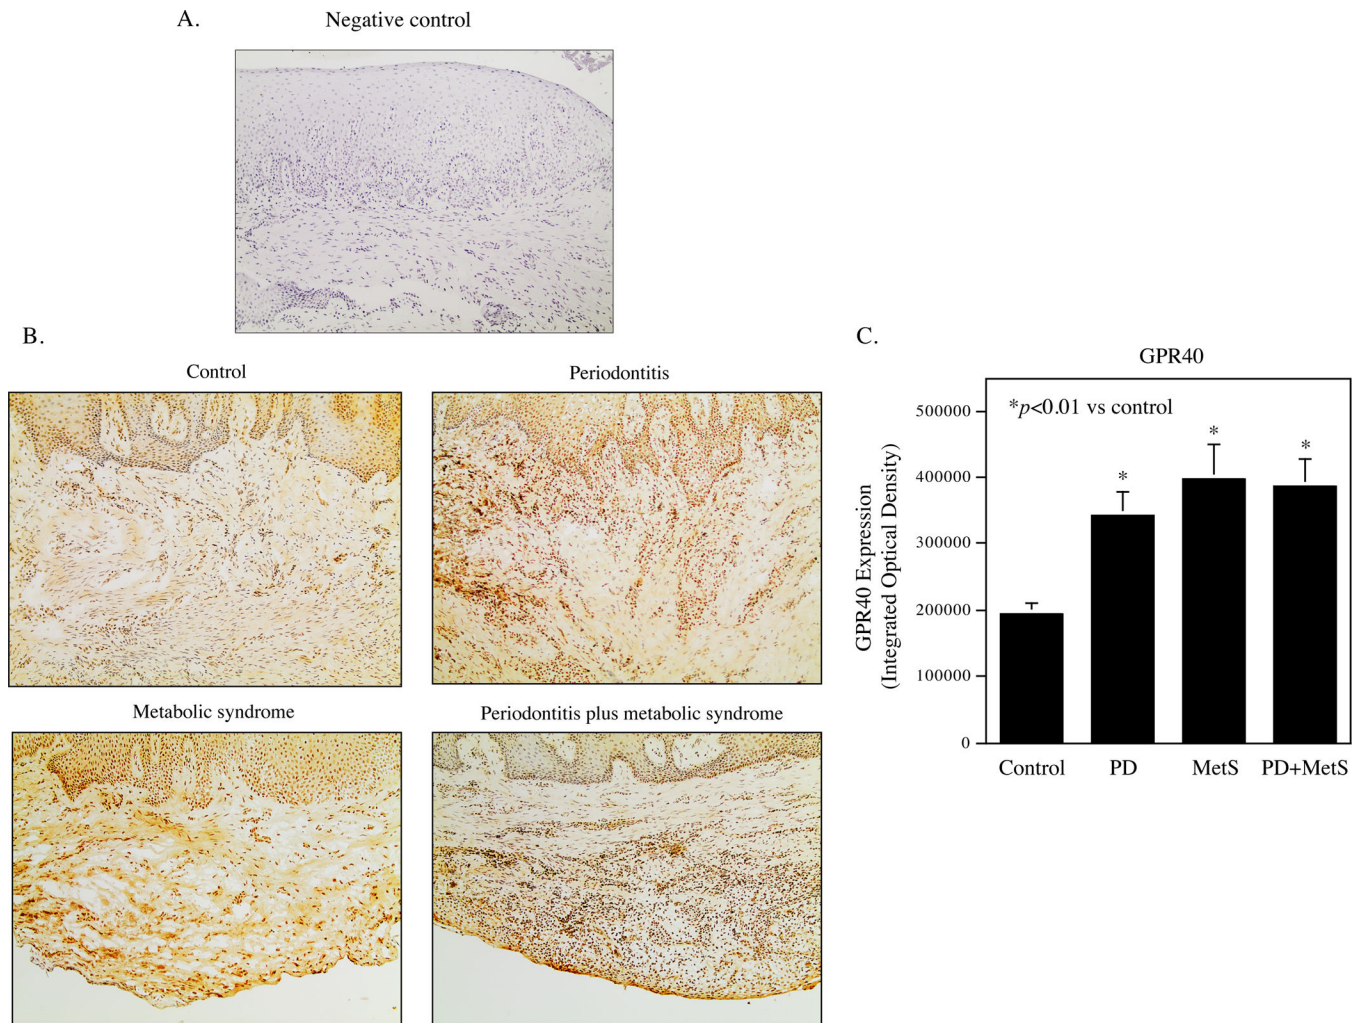 A.
Negative control
B.
Control
Periodontitis
Metabolic syndrome
Periodontitis plus metabolic syndrome
C.
GPR40
*p<0.01 vs control
GPR40 Expression
(Integrated Optical Density)
500000
400000
300000
200000
100000
0
*
*
*
Control PD MetS PD+MetS